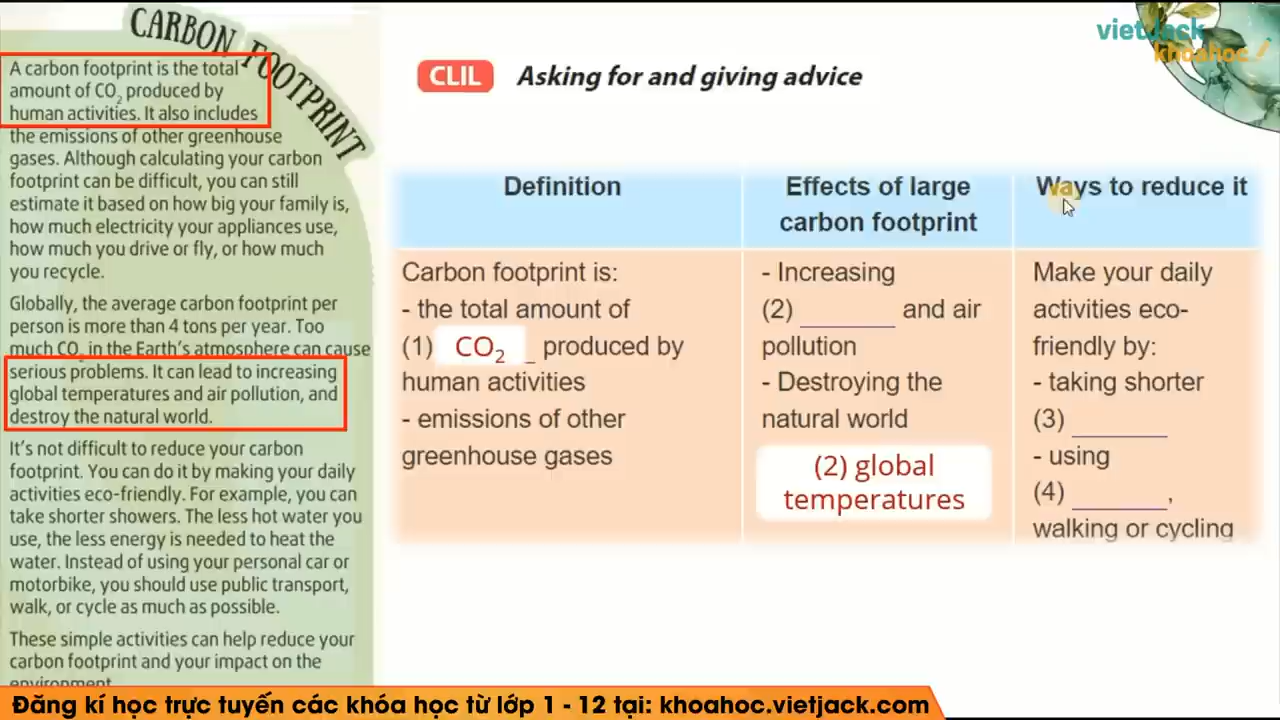 CARBON FOOTPRINT
A carbon footprint is the total
amount of CO₂ produced by
human activities. It also includes
the emissions of other greenhouse
gases. Although calculating your carbon
footprint can be difficult, you can still
estimate it based on how big your family is,
how much electricity your appliances use,
how much you drive or fly, or how much
you recycle.
Globally, the average carbon footprint per
person is more than 4 tons per year. Too
much CO₂ in the Earth's atmosphere can cause
serious problems. It can lead to increasing
global temperatures and air pollution, and
destroy the natural world.
It's not difficult to reduce your carbon
footprint. You can do it by making your daily
activities eco-friendly. For example, you can
take shorter showers. The less hot water you
use, the less energy is needed to heat the
water. Instead of using your personal car or
motorbike, you should use public transport,
walk, or cycle as much as possible.
These simple activities can help reduce your
carbon footprint and your impact on the
environment.
vietJack
khoahoc
CLIL Asking for and giving advice
Definition
Carbon footprint is:
- the total amount of
(1) CO₂ _ produced by
human activities
- emissions of other
greenhouse gases
Effects of large
carbon footprint
- Increasing
(2) ______ and air
pollution
- Destroying the
natural world
(2) global
temperatures
Ways to reduce it
Make your daily
activities eco-
friendly by:
- taking shorter
(3) ______
- using
(4) ______,
walking or cycling
Đăng kí học trực tuyến các khóa học từ lớp 1 - 12 tại: khoahoc.vietjack.com